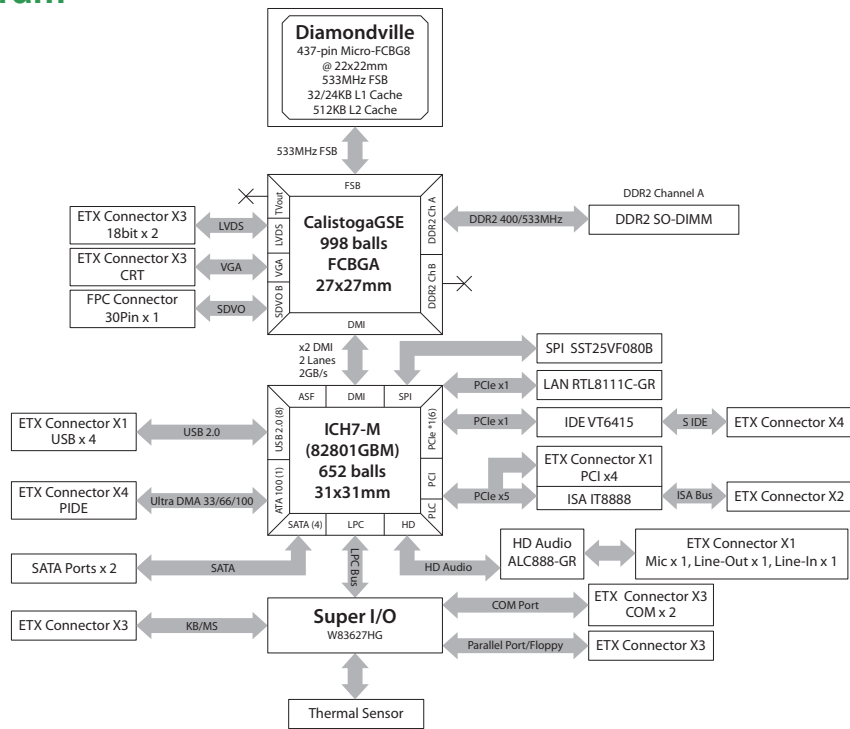 Diamondville
437-pin Micro-FCBG8
@ 22x22mm
533MHz FSB
32/24KB L1 Cache
512KB L2 Cache
533MHz FSB
FSB
TVout
LVDS
VGA
SDVO B
CalistogaGSE
998 balls
FCBGA
27x27mm
DDR2 Ch A
DDR2 Ch B
DMI
ETX Connector X3
18bit x 2
LVDS
ETX Connector X3
CRT
VGA
FPC Connector
30Pin x 1
SDVO
DDR2 400/533MHz
DDR2 Channel A
DDR2 SO-DIMM
x2 DMI
2 Lanes
2GB/s
SPI SST25VF080B
ASF
DMI
SPI
USB 2.0 (8)
ATA 100 (1)
ICH7-M
(82801GBM)
652 balls
31x31mm
PCIe *1(6)
PCI
PLC
SATA (4)
LPC
HD
PCIe x1
LAN RTL8111C-GR
PCIe x1
IDE VT6415
S IDE
ETX Connector X4
ETX Connector X1
USB x 4
USB 2.0
ETX Connector X4
PIDE
Ultra DMA 33/66/100
PCIe x5
ETX Connector X1
PCI x4
ISA IT8888
ISA Bus
ETX Connector X2
SATA Ports x 2
SATA
LPC Bus
HD Audio
HD Audio
ALC888-GR
ETX Connector X1
Mic x 1, Line-Out x 1, Line-In x 1
ETX Connector X3
KB/MS
Super I/O
W83627HG
COM Port
ETX Connector X3
COM x 2
Parallel Port/Floppy
ETX Connector X3
Thermal Sensor